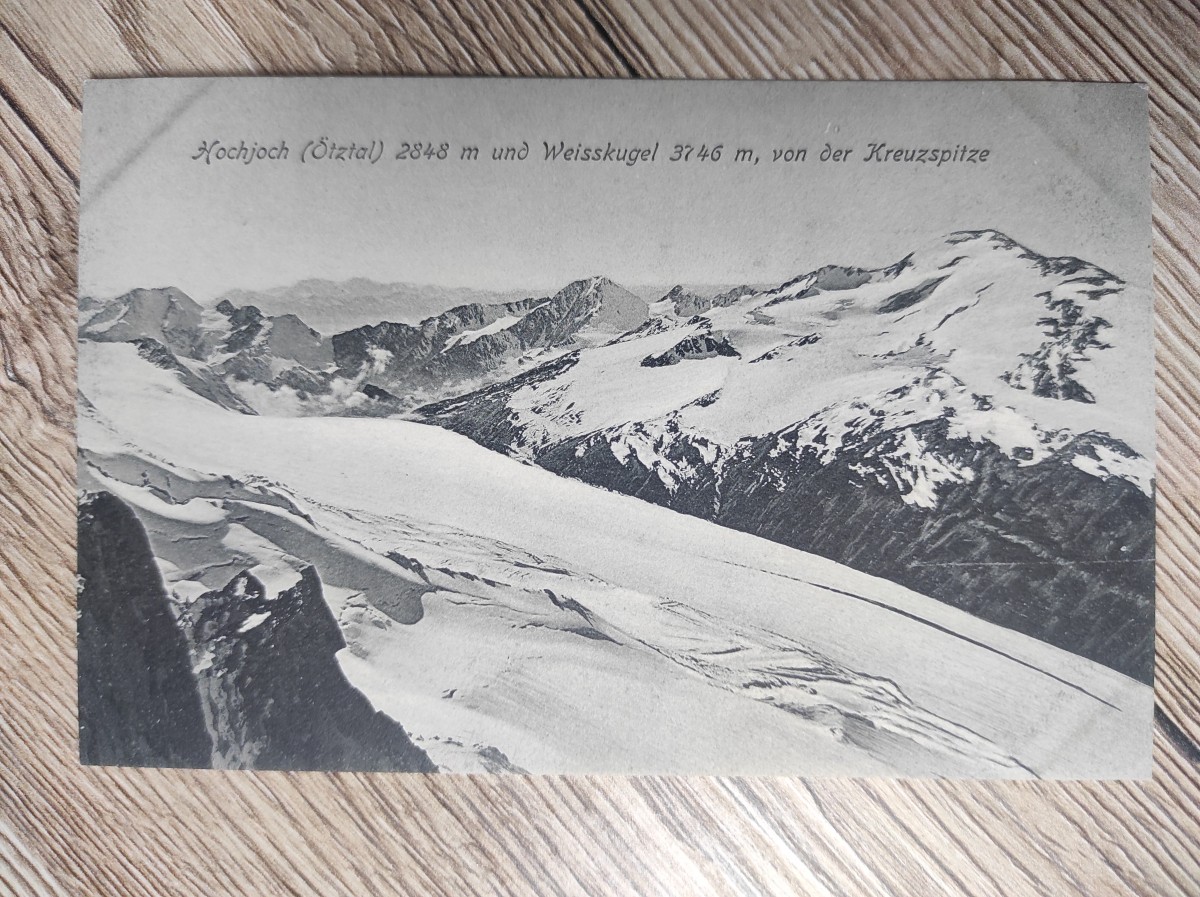 Hochjoch (Ötztal) 2848 m und Weisskugel 3746 m, von der Kreuzspitze